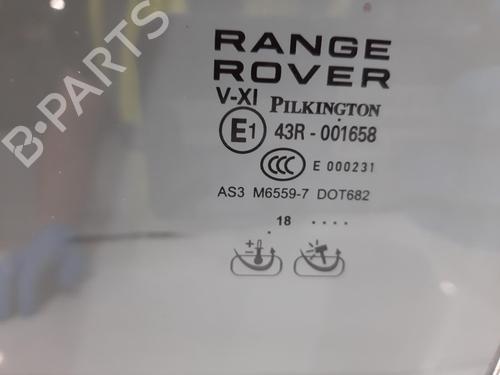 B-PARTS
RANGE
ROVER
V-XI PILKINGTON
E1 43R - 001658
CCC E 000231
AS3 M6559-7 DOT682
. 18 ....
+
-